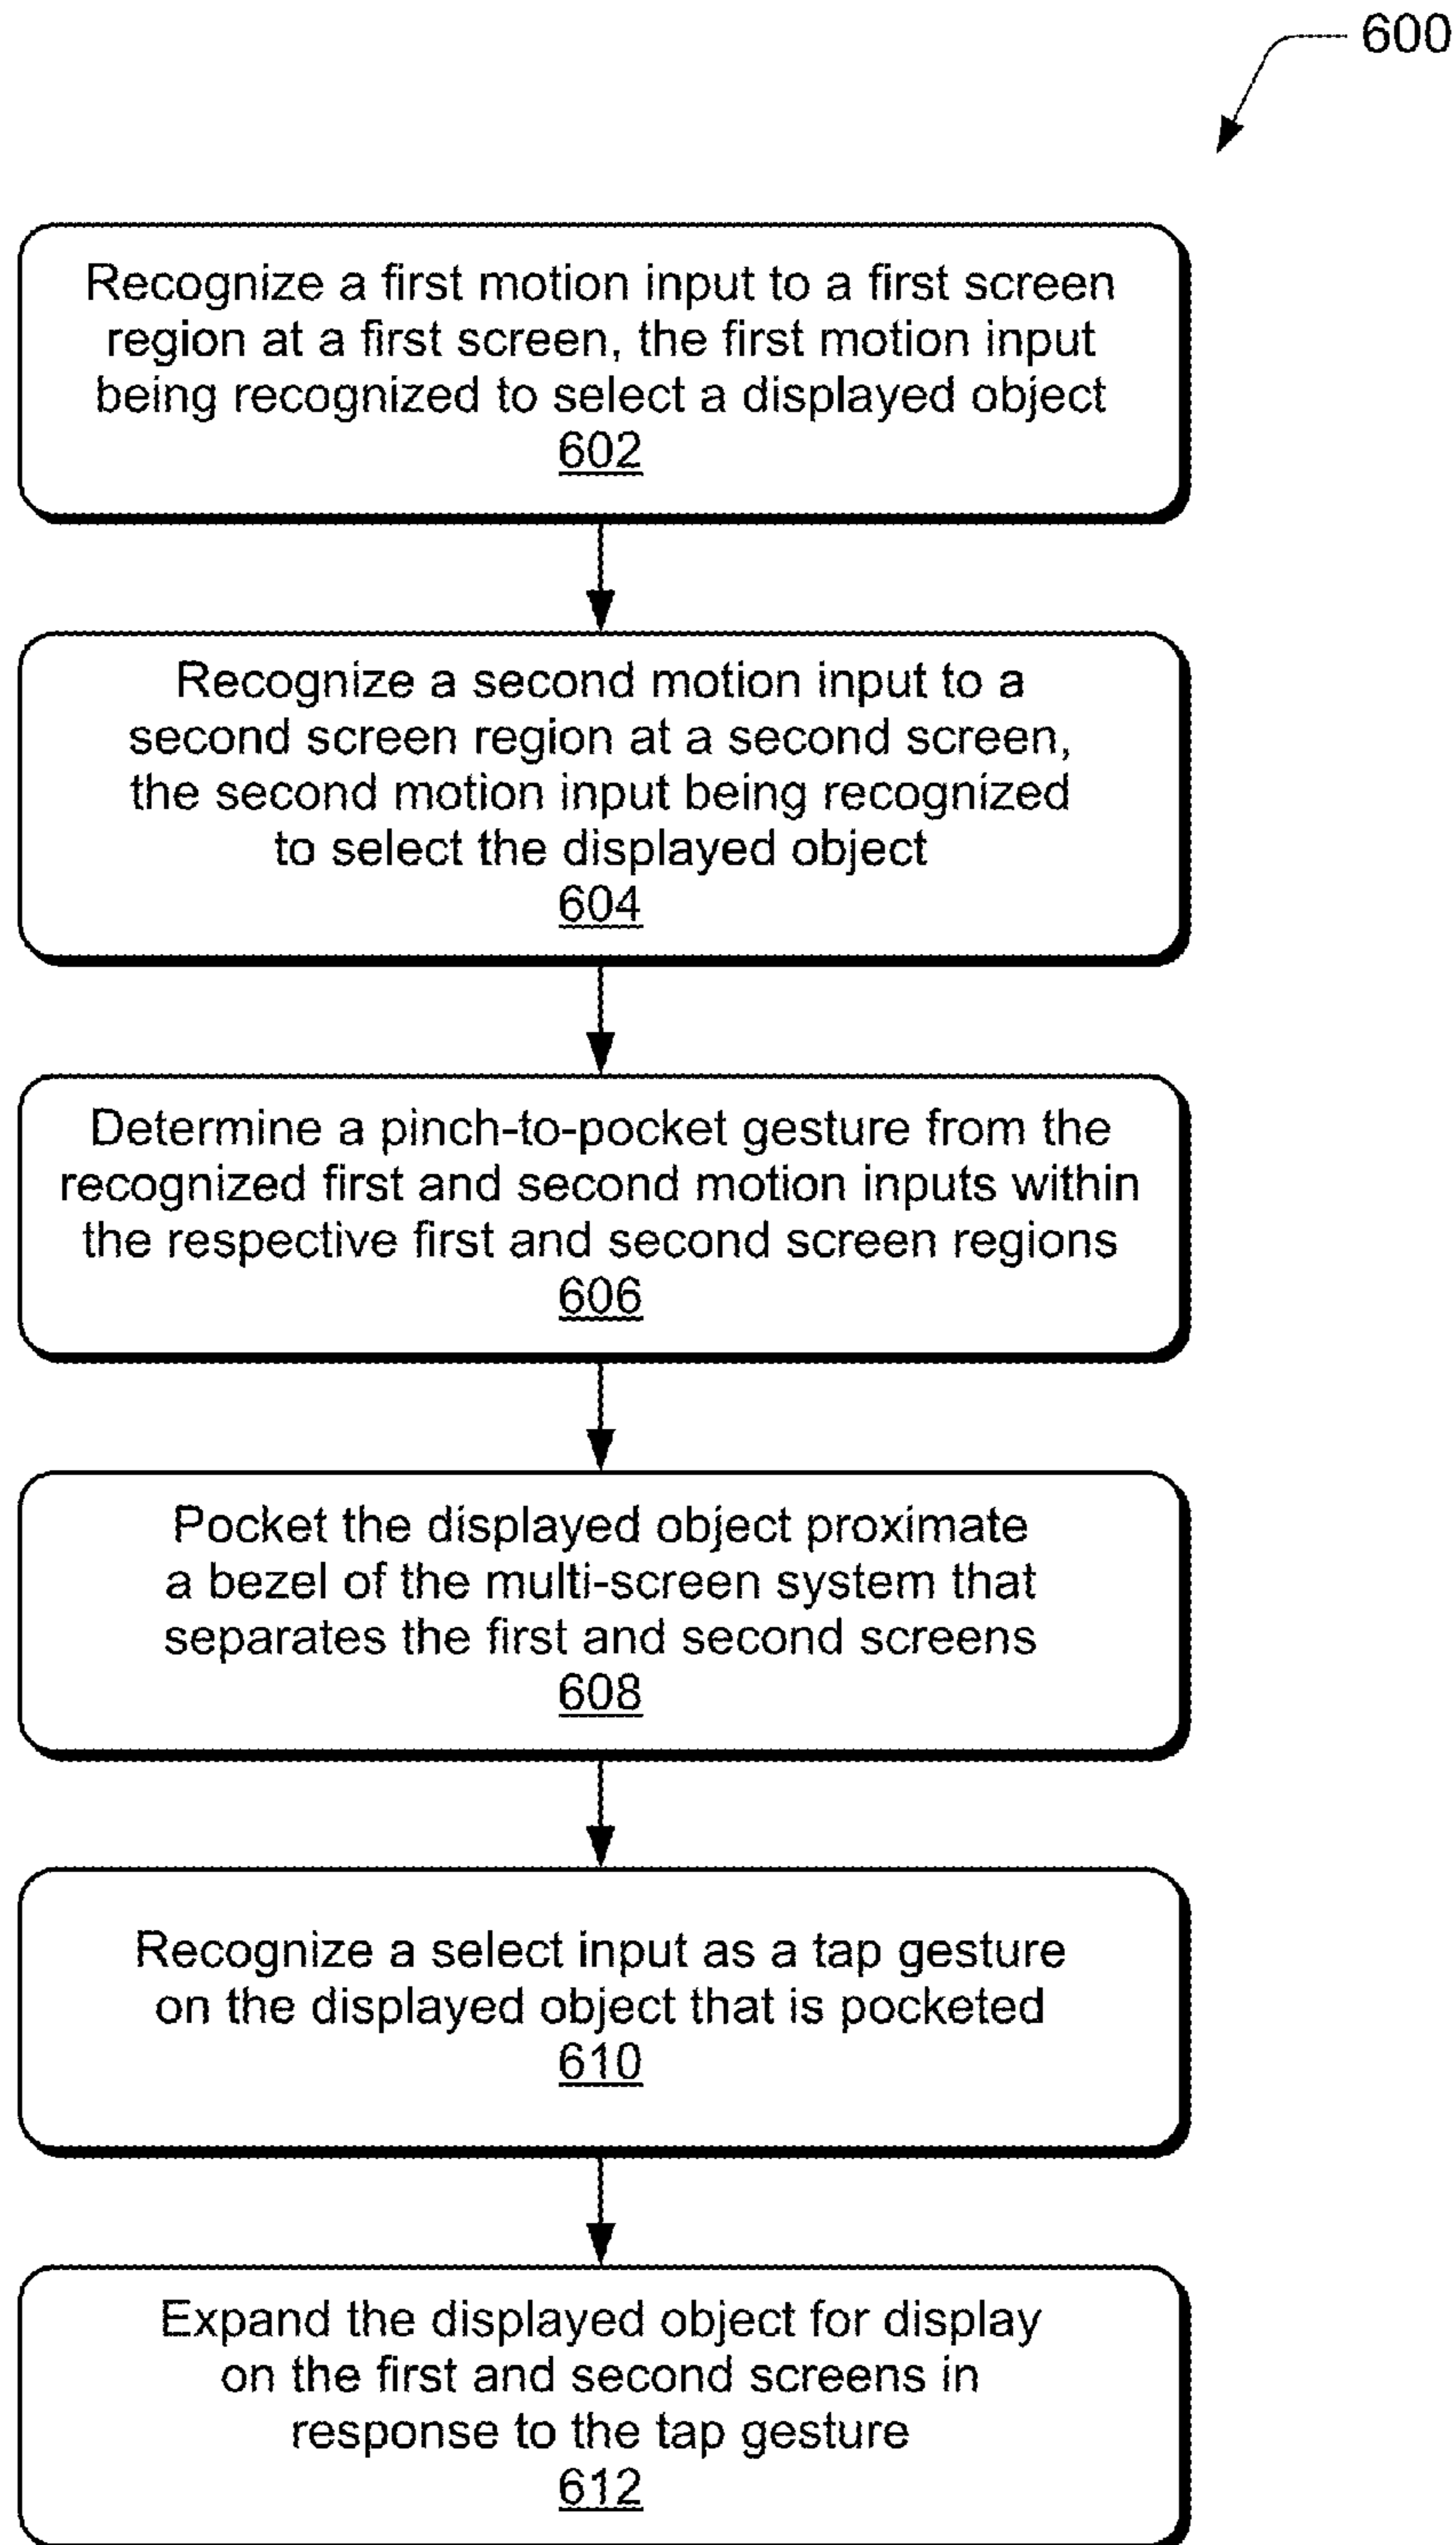 600
Recognize a first motion input to a first screen
region at a first screen, the first motion input
being recognized to select a displayed object
602
Recognize a second motion input to a
second screen region at a second screen,
the second motion input being recognized
to select the displayed object
604
Determine a pinch-to-pocket gesture from the
recognized first and second motion inputs within
the respective first and second screen regions
606
Pocket the displayed object proximate
a bezel of the multi-screen system that
separates the first and second screens
608
Recognize a select input as a tap gesture
on the displayed object that is pocketed
610
Expand the displayed object for display
on the first and second screens in
response to the tap gesture
612